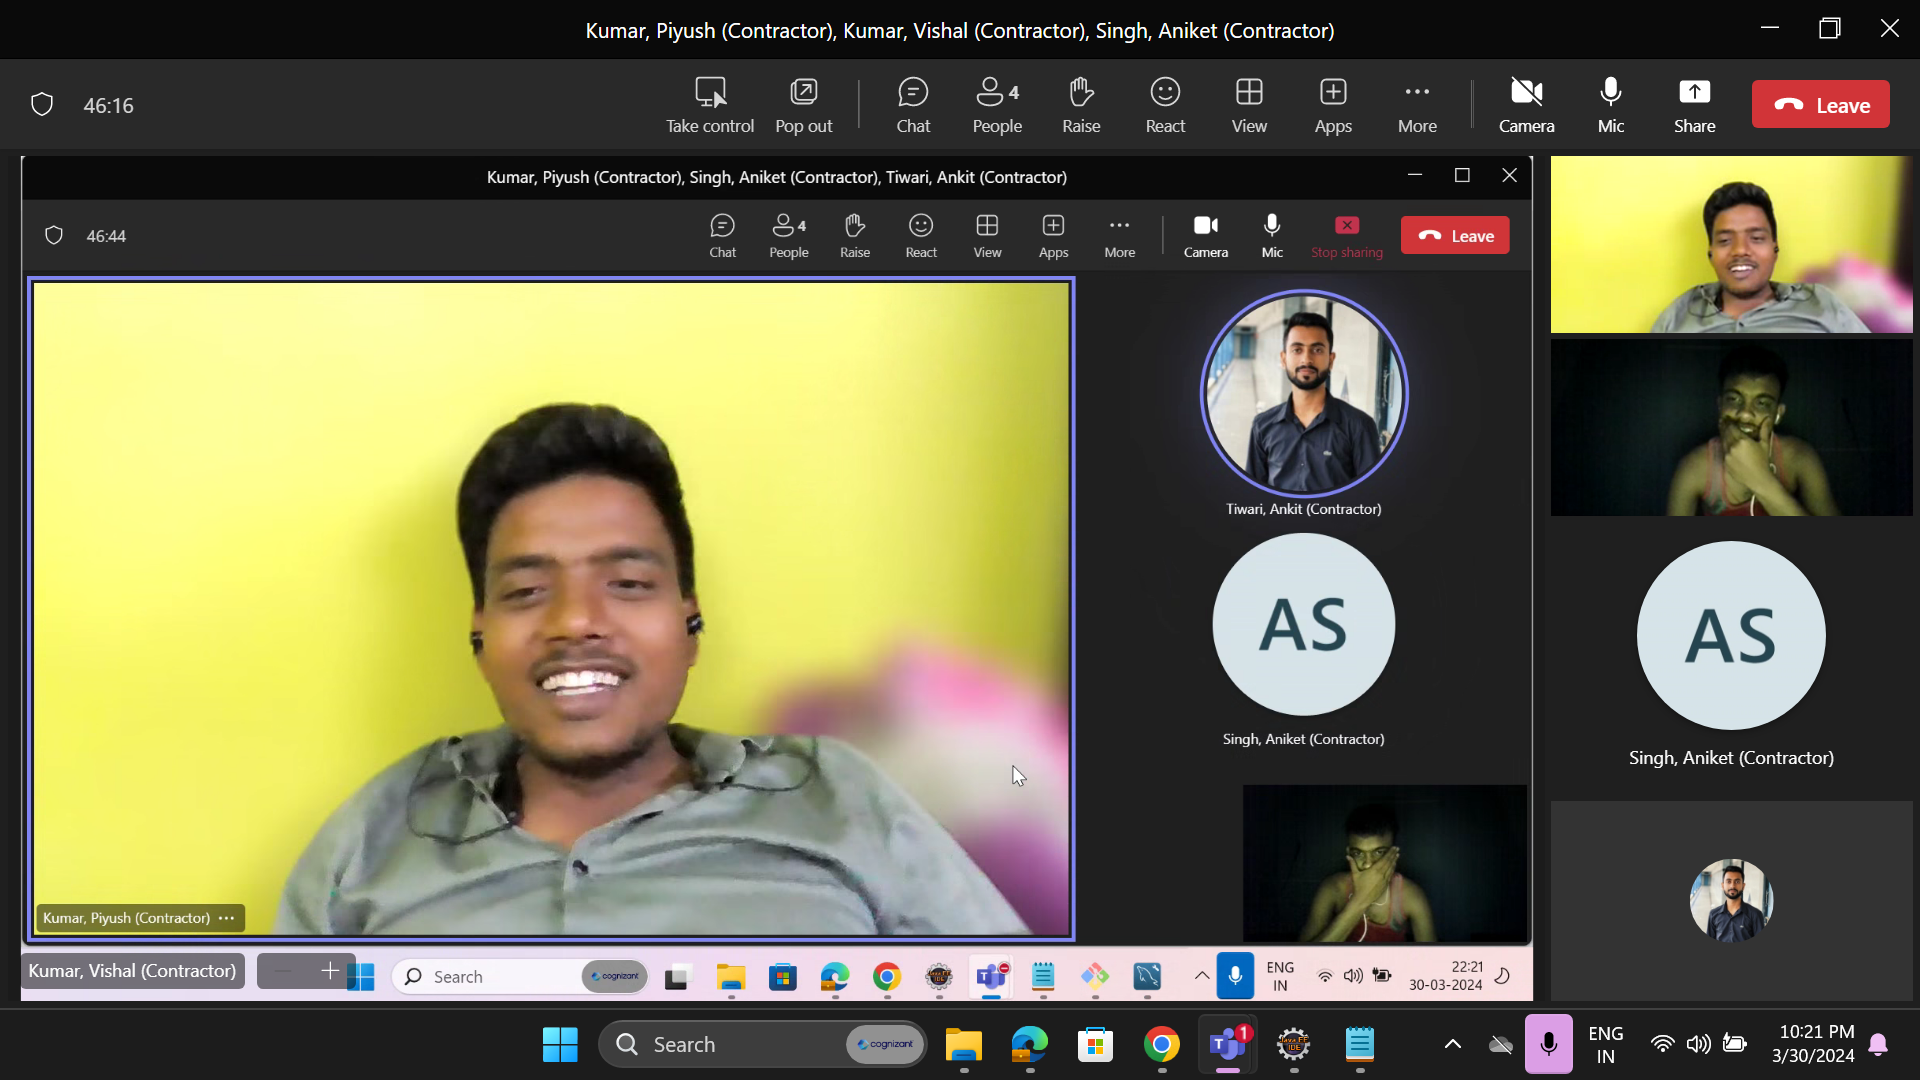 Kumar, Piyush (Contractor), Kumar, Vishal (Contractor), Singh, Aniket (Contractor)
46:16
Take control
Pop out
Chat
4
People
Raise
React
View
Apps
More
Camera
Mic
Share
Leave
Kumar, Piyush (Contractor), Singh, Aniket (Contractor), Tiwari, Ankit (Contractor)
46:44
Chat
4
People
Raise
React
View
Apps
More
Camera
Mic
Stop sharing
Leave
Tiwari, Ankit (Contractor)
AS
Singh, Aniket (Contractor)
Kumar, Piyush (Contractor) ...
AS
Singh, Aniket (Contractor)
Kumar, Vishal (Contractor)
Search
cognizant
ENG
IN
22:21
30-03-2024
Search
cognizant
1
ENG
IN
10:21 PM
3/30/2024